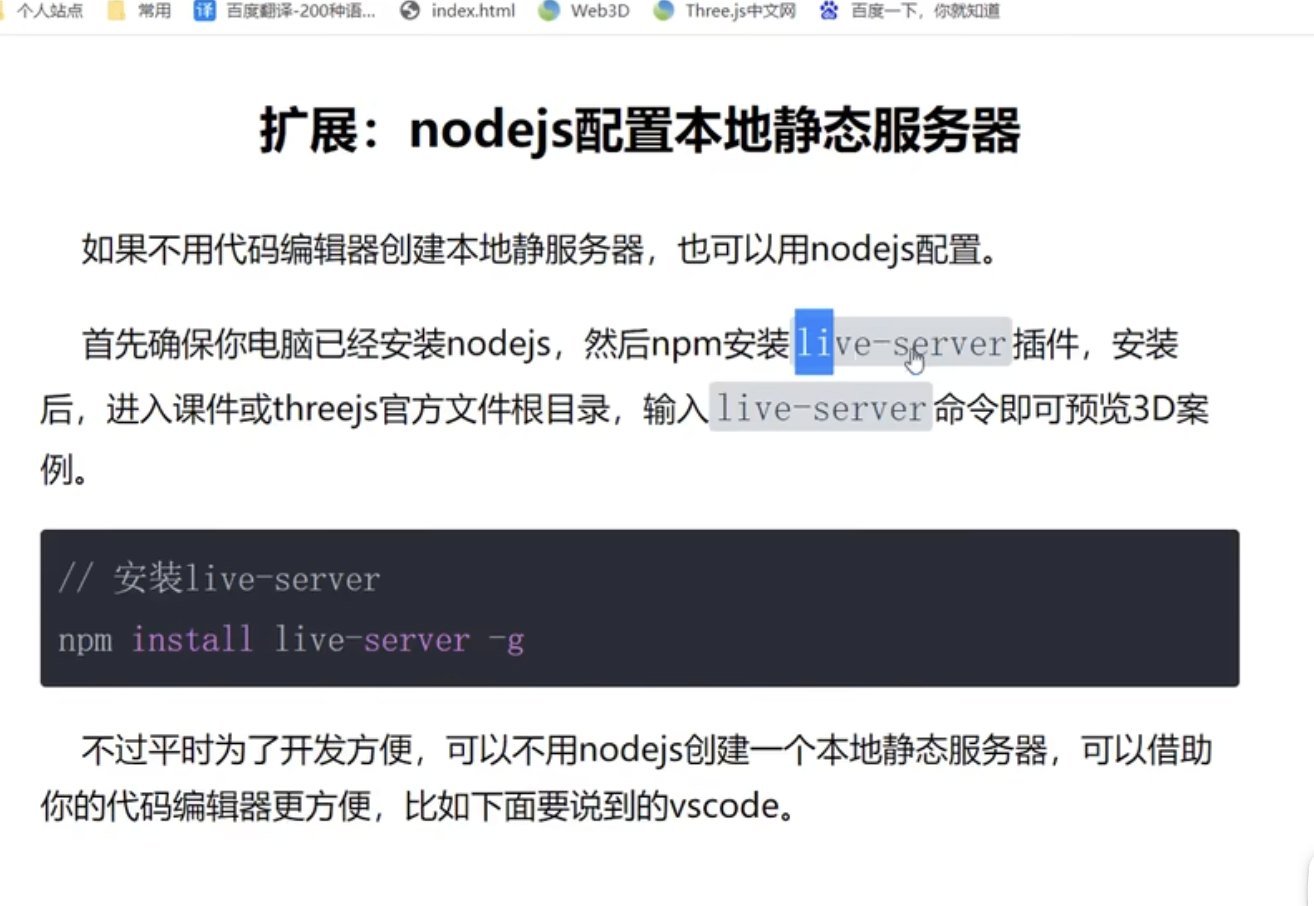 个人站点 常用 译 百度翻译-200种语... index.html Web3D Three.js中文网 百度一下，你就知道
扩展：nodejs配置本地静态服务器
如果不用代码编辑器创建本地静服务器，也可以用nodejs配置。
首先确保你电脑已经安装nodejs，然后npm安装live-server插件，安装
后，进入课件或threejs官方文件根目录，输入live-server命令即可预览3D案
例。
// 安装live-server
npm install live-server -g
不过平时为了开发方便，可以不用nodejs创建一个本地静态服务器，可以借助
你的代码编辑器更方便，比如下面要说到的vscode。